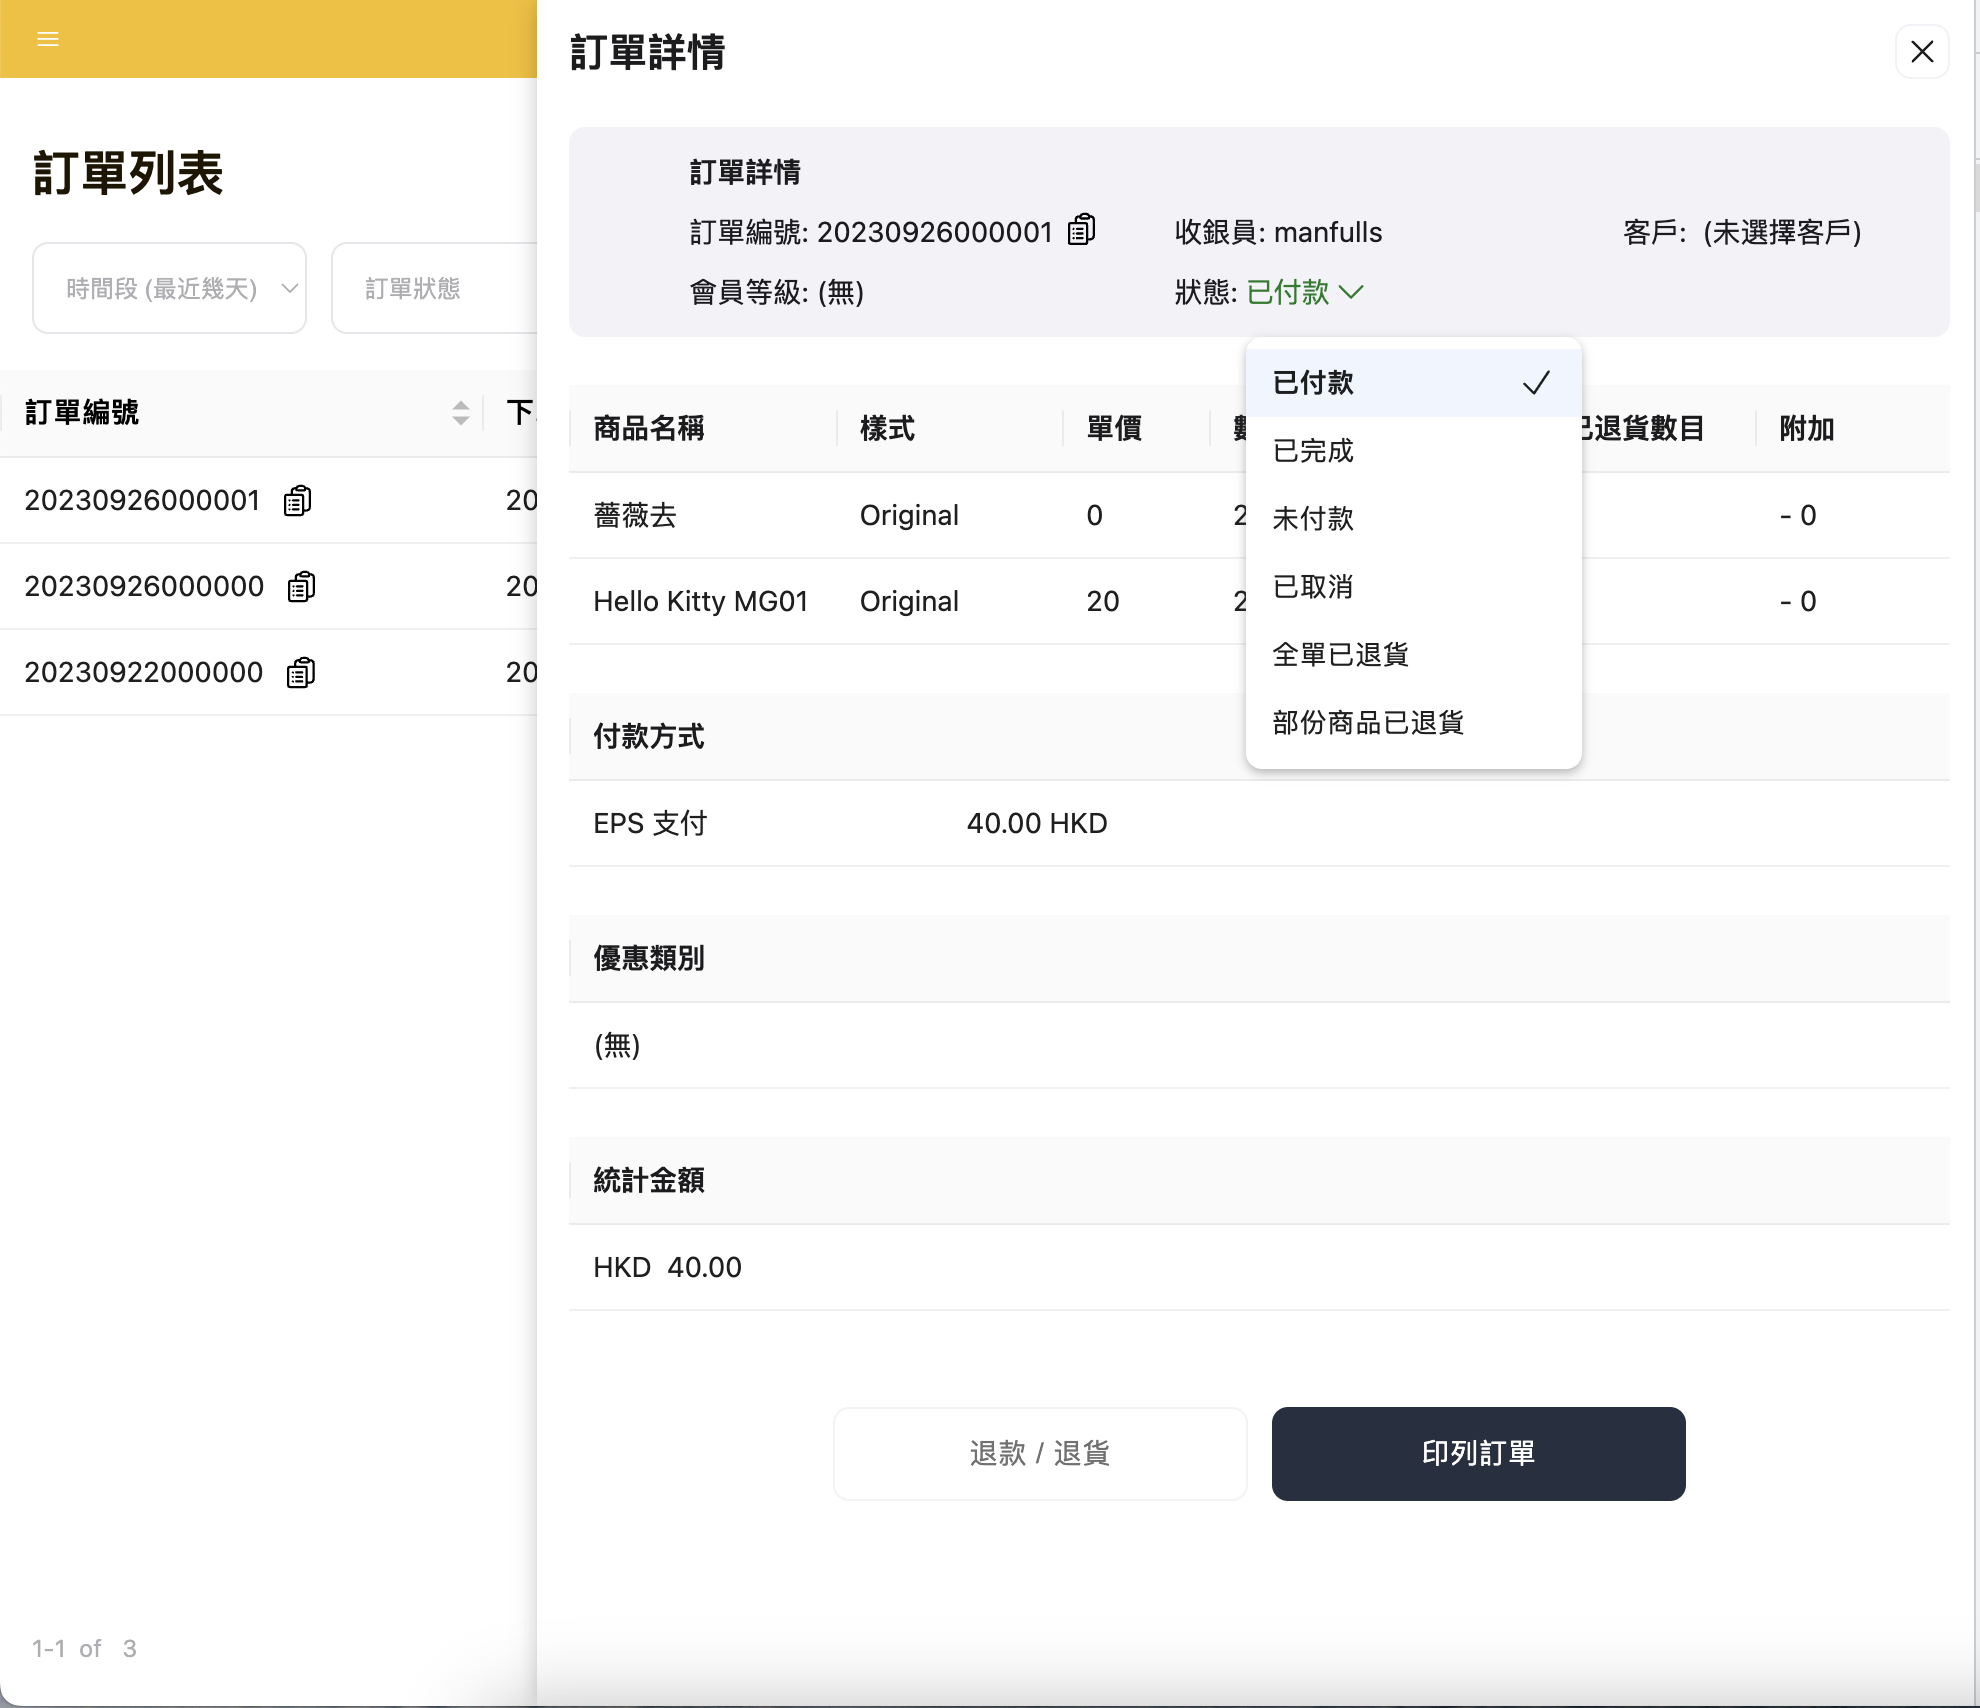 訂單列表
時間段 (最近幾天)
訂單狀態
訂單編號
下
20230926000001
20
20230926000000
20
20230922000000
20
1-1 of 3
訂單詳情
訂單詳情
訂單編號: 20230926000001
收銀員: manfulls
客戶: (未選擇客戶)
會員等級: (無)
狀態: 已付款
已付款
已完成
未付款
已取消
全單已退貨
部份商品已退貨
商品名稱 樣式 單價 已退貨數目 附加
薔薇去 Original 0 2 - 0
Hello Kitty MG01 Original 20 2 - 0
付款方式
EPS 支付 40.00 HKD
優惠類別
(無)
統計金額
HKD 40.00
退款 / 退貨
印列訂單